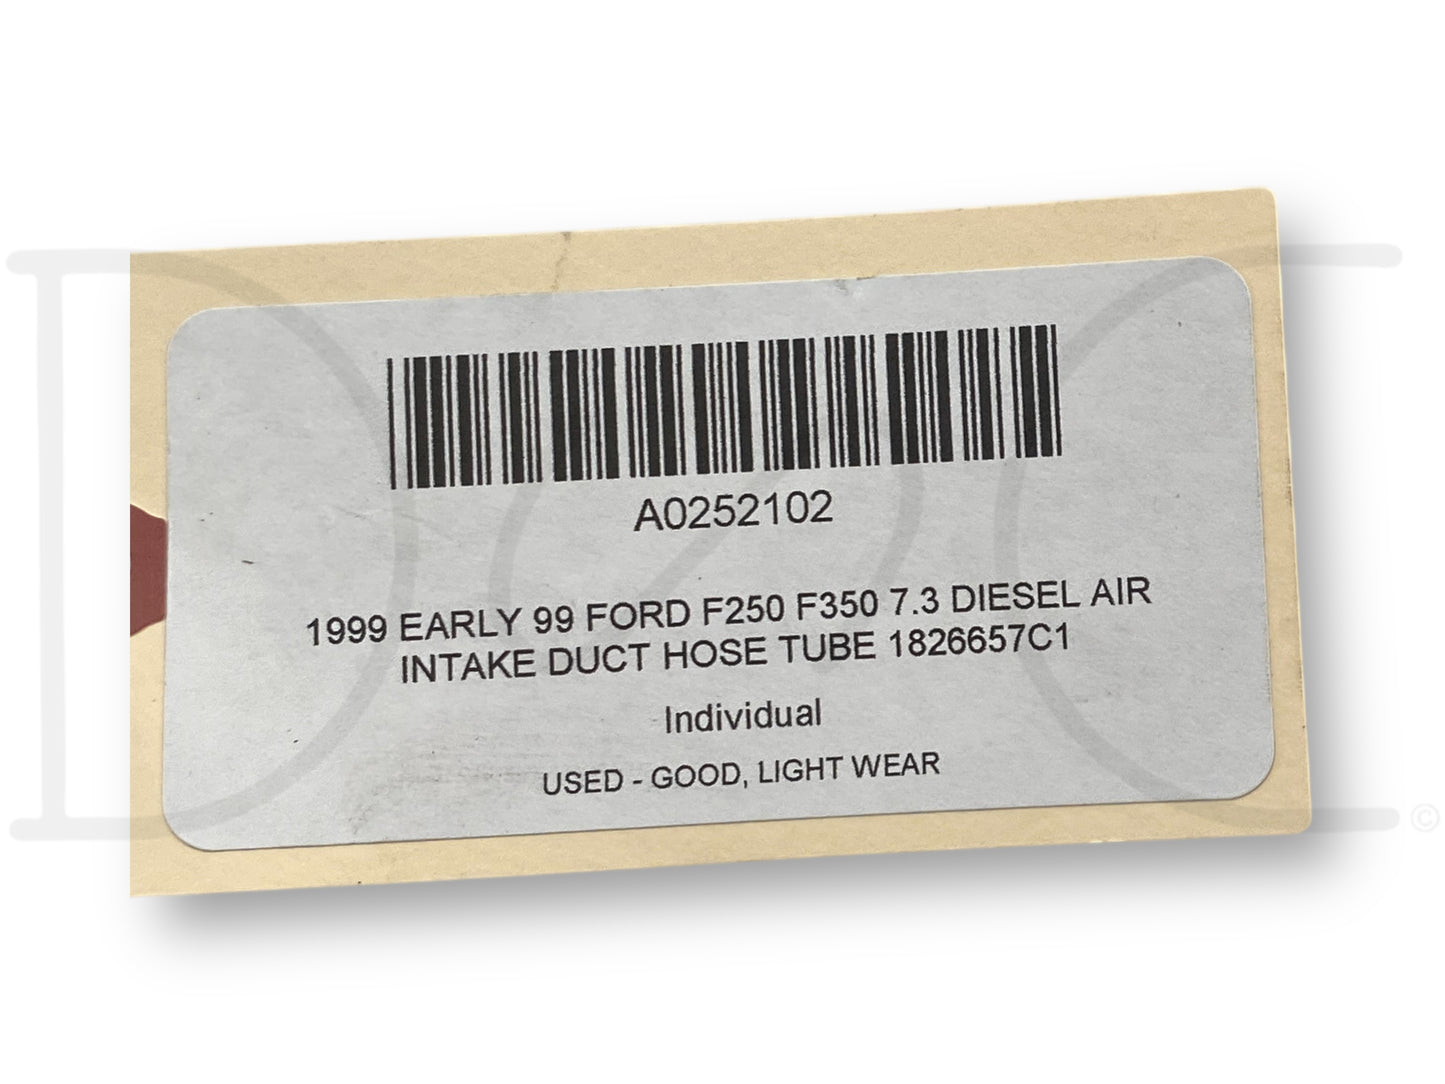 A0252102
1999 EARLY 99 FORD F250 F350 7.3 DIESEL AIR
INTAKE DUCT HOSE TUBE 1826657C1
Individual
USED - GOOD, LIGHT WEAR
©